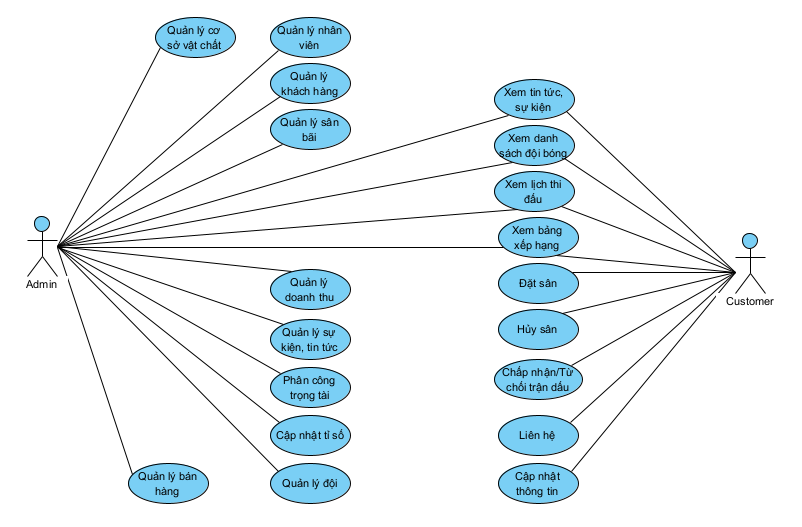 Quản lý cơ
sở vật chất
Quản lý nhân
viên
Quản lý
khách hàng
Quản lý sân
bãi
Xem tin tức,
sự kiện
Xem danh
sách đội bóng
Xem lịch thi
đấu
Xem bảng
xếp hạng
Admin
Customer
Quản lý
doanh thu
Đặt sân
Quản lý sự
kiện, tin tức
Hủy sân
Phân công
trọng tài
Chấp nhận/Từ
chối trận dấu
Cập nhật tỉ số
Liên hệ
Quản lý bán
hàng
Quản lý đội
Cập nhật
thông tin